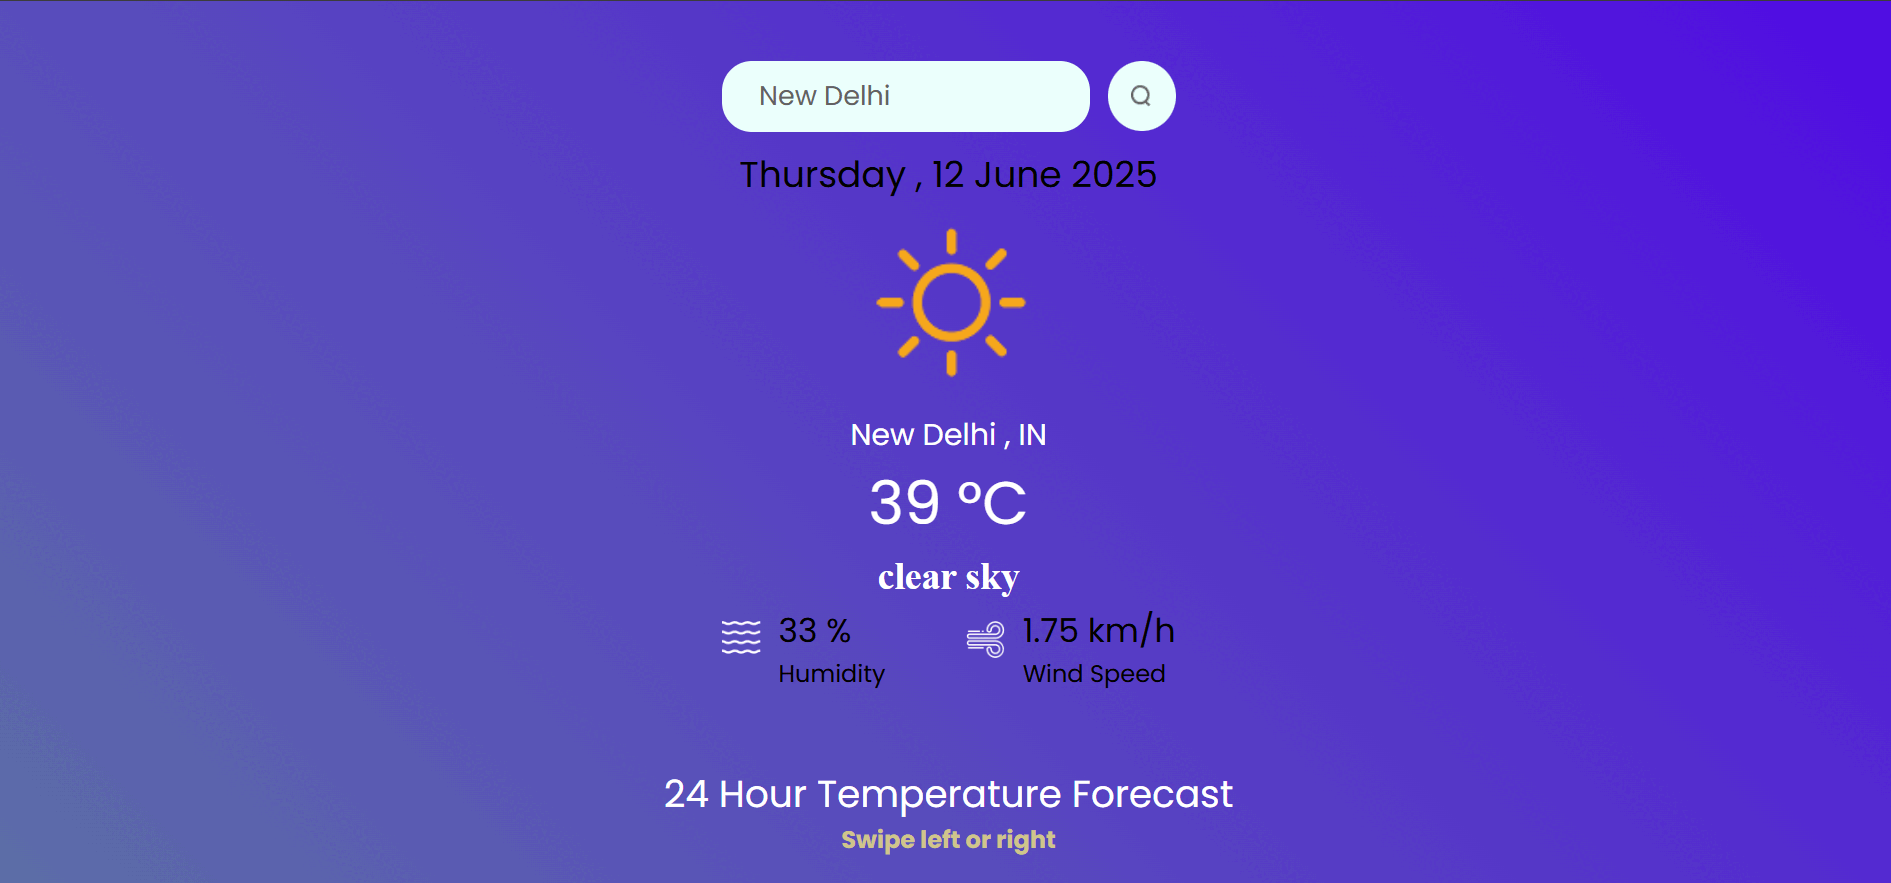 New Delhi
Thursday , 12 June 2025
New Delhi , IN
39 °C
clear sky
33 %
Humidity
1.75 km/h
Wind Speed
24 Hour Temperature Forecast
Swipe left or right